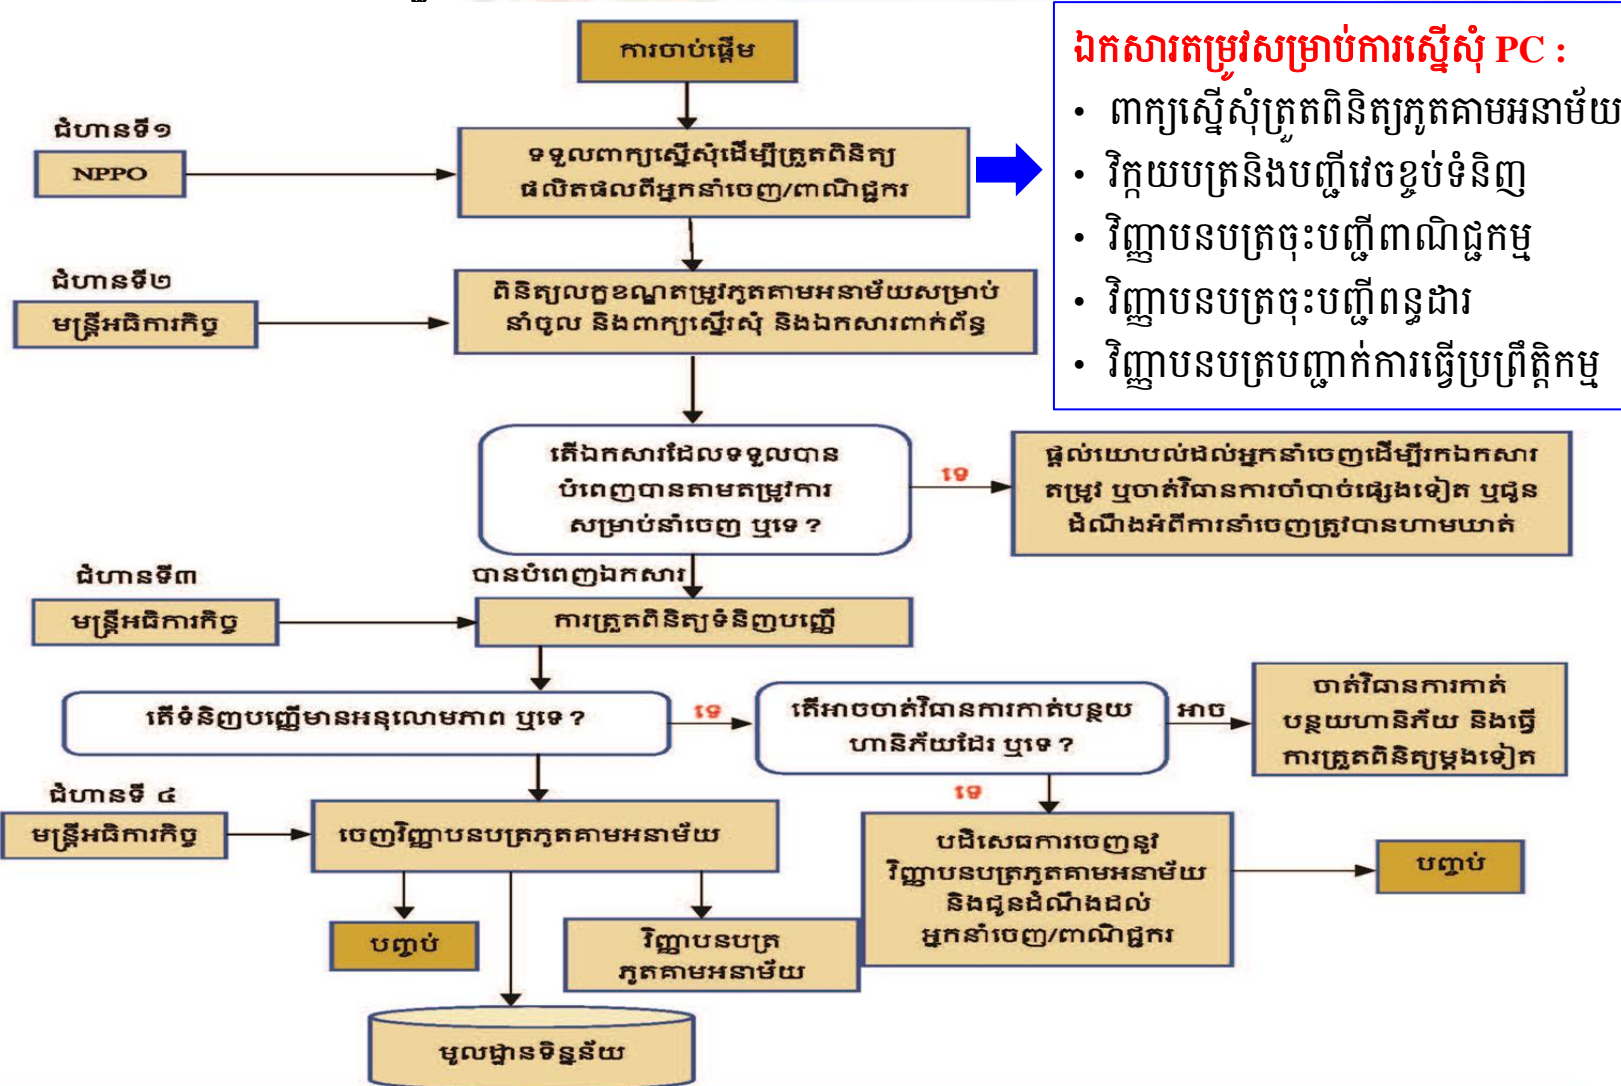 ការចាប់ផ្តើម
ឯកសារតម្រូវសម្រាប់ការស្នើសុំ PC :
• ពាក្យស្នើសុំត្រួតពិនិត្យភូតគាមអនាម័យ
• វិក្កយបត្រនិងបញ្ជីវេចខ្ចប់ទំនិញ
• វិញ្ញាបនបត្រចុះបញ្ជីពាណិជ្ជកម្ម
• វិញ្ញាបនបត្រចុះបញ្ជីពន្ធដារ
• វិញ្ញាបនបត្របញ្ជាក់ការធ្វើប្រព្រឹត្តិកម្ម
ជំហានទី១
NPPO
ទទួលពាក្យស្នើសុំដើម្បីត្រួតពិនិត្យ
ផលិតផលពីអ្នកនាំចេញ/ពាណិជ្ជករ
ជំហានទី២
មន្ត្រីអធិការកិច្ច
ពិនិត្យលក្ខខណ្ឌតម្រូវភូតគាមអនាម័យសម្រាប់
នាំចូល និងពាក្យស្នើរសុំ និងឯកសារពាក់ព័ន្ធ
តើឯកសារដែលទទួលបាន
បំពេញបានតាមតម្រូវការ
សម្រាប់នាំចេញ ឬទេ ?
ទេ
ផ្តល់យោបល់ដល់អ្នកនាំចេញដើម្បីរកឯកសារ
តម្រូវ ឬចាត់វិធានការចាំបាច់ផ្សេងទៀត ឬជូន
ដំណឹងអំពីការនាំចេញត្រូវបានហាមឃាត់
បានបំពេញឯកសារ
ជំហានទី៣
មន្ត្រីអធិការកិច្ច
ការត្រួតពិនិត្យទំនិញបញ្ញើ
តើទំនិញបញ្ញើមានអនុលោមភាព ឬទេ ?
ទេ
តើអាចចាត់វិធានការកាត់បន្ថយ
ហានិភ័យដែរ ឬទេ ?
អាច
ចាត់វិធានការកាត់
បន្ថយហានិភ័យ និងធ្វើ
ការត្រួតពិនិត្យម្តងទៀត
ទេ
ជំហានទី ៤
មន្ត្រីអធិការកិច្ច
ចេញវិញ្ញាបនបត្រភូតគាមអនាម័យ
បដិសេធការចេញនូវ
វិញ្ញាបនបត្រភូតគាមអនាម័យ
និងជូនដំណឹងដល់
អ្នកនាំចេញ/ពាណិជ្ជករ
បញ្ចប់
បញ្ចប់
វិញ្ញាបនបត្រ
ភូតគាមអនាម័យ
មូលដ្ឋានទិន្នន័យ